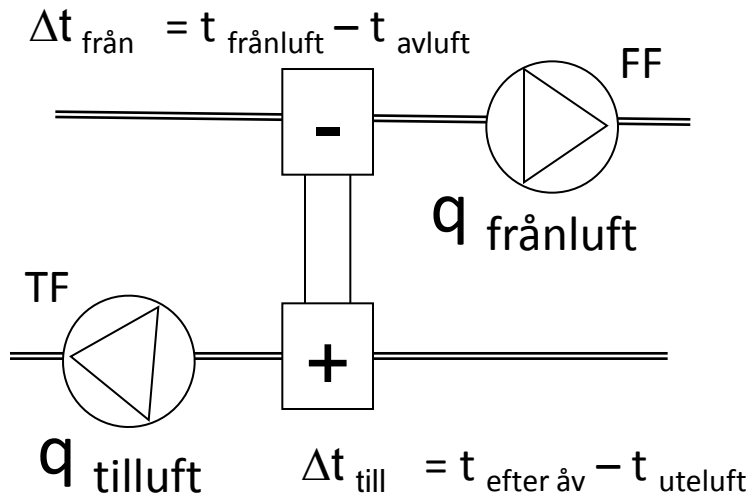 Δt från = t frånluft – t avluft
FF
-
q frånluft
TF
+
q tilluft
Δt till = t efter åv – t uteluft